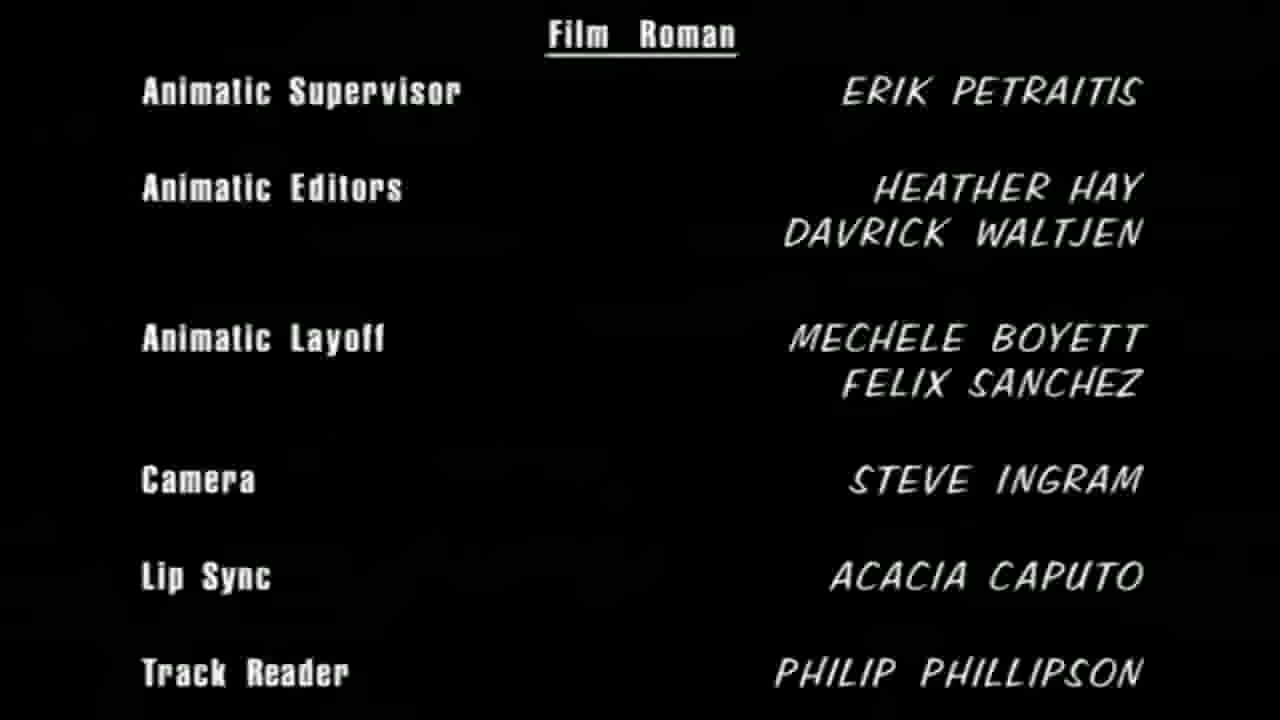 Film Roman
Animatic Supervisor ERIK PETRAITIS
Animatic Editors HEATHER HAY
DAVRICK WALTJEN
Animatic Layoff MECHELE BOYETT
FELIX SANCHEZ
Camera STEVE INGRAM
Lip Sync ACACIA CAPUTO
Track Reader PHILIP PHILLIPSON